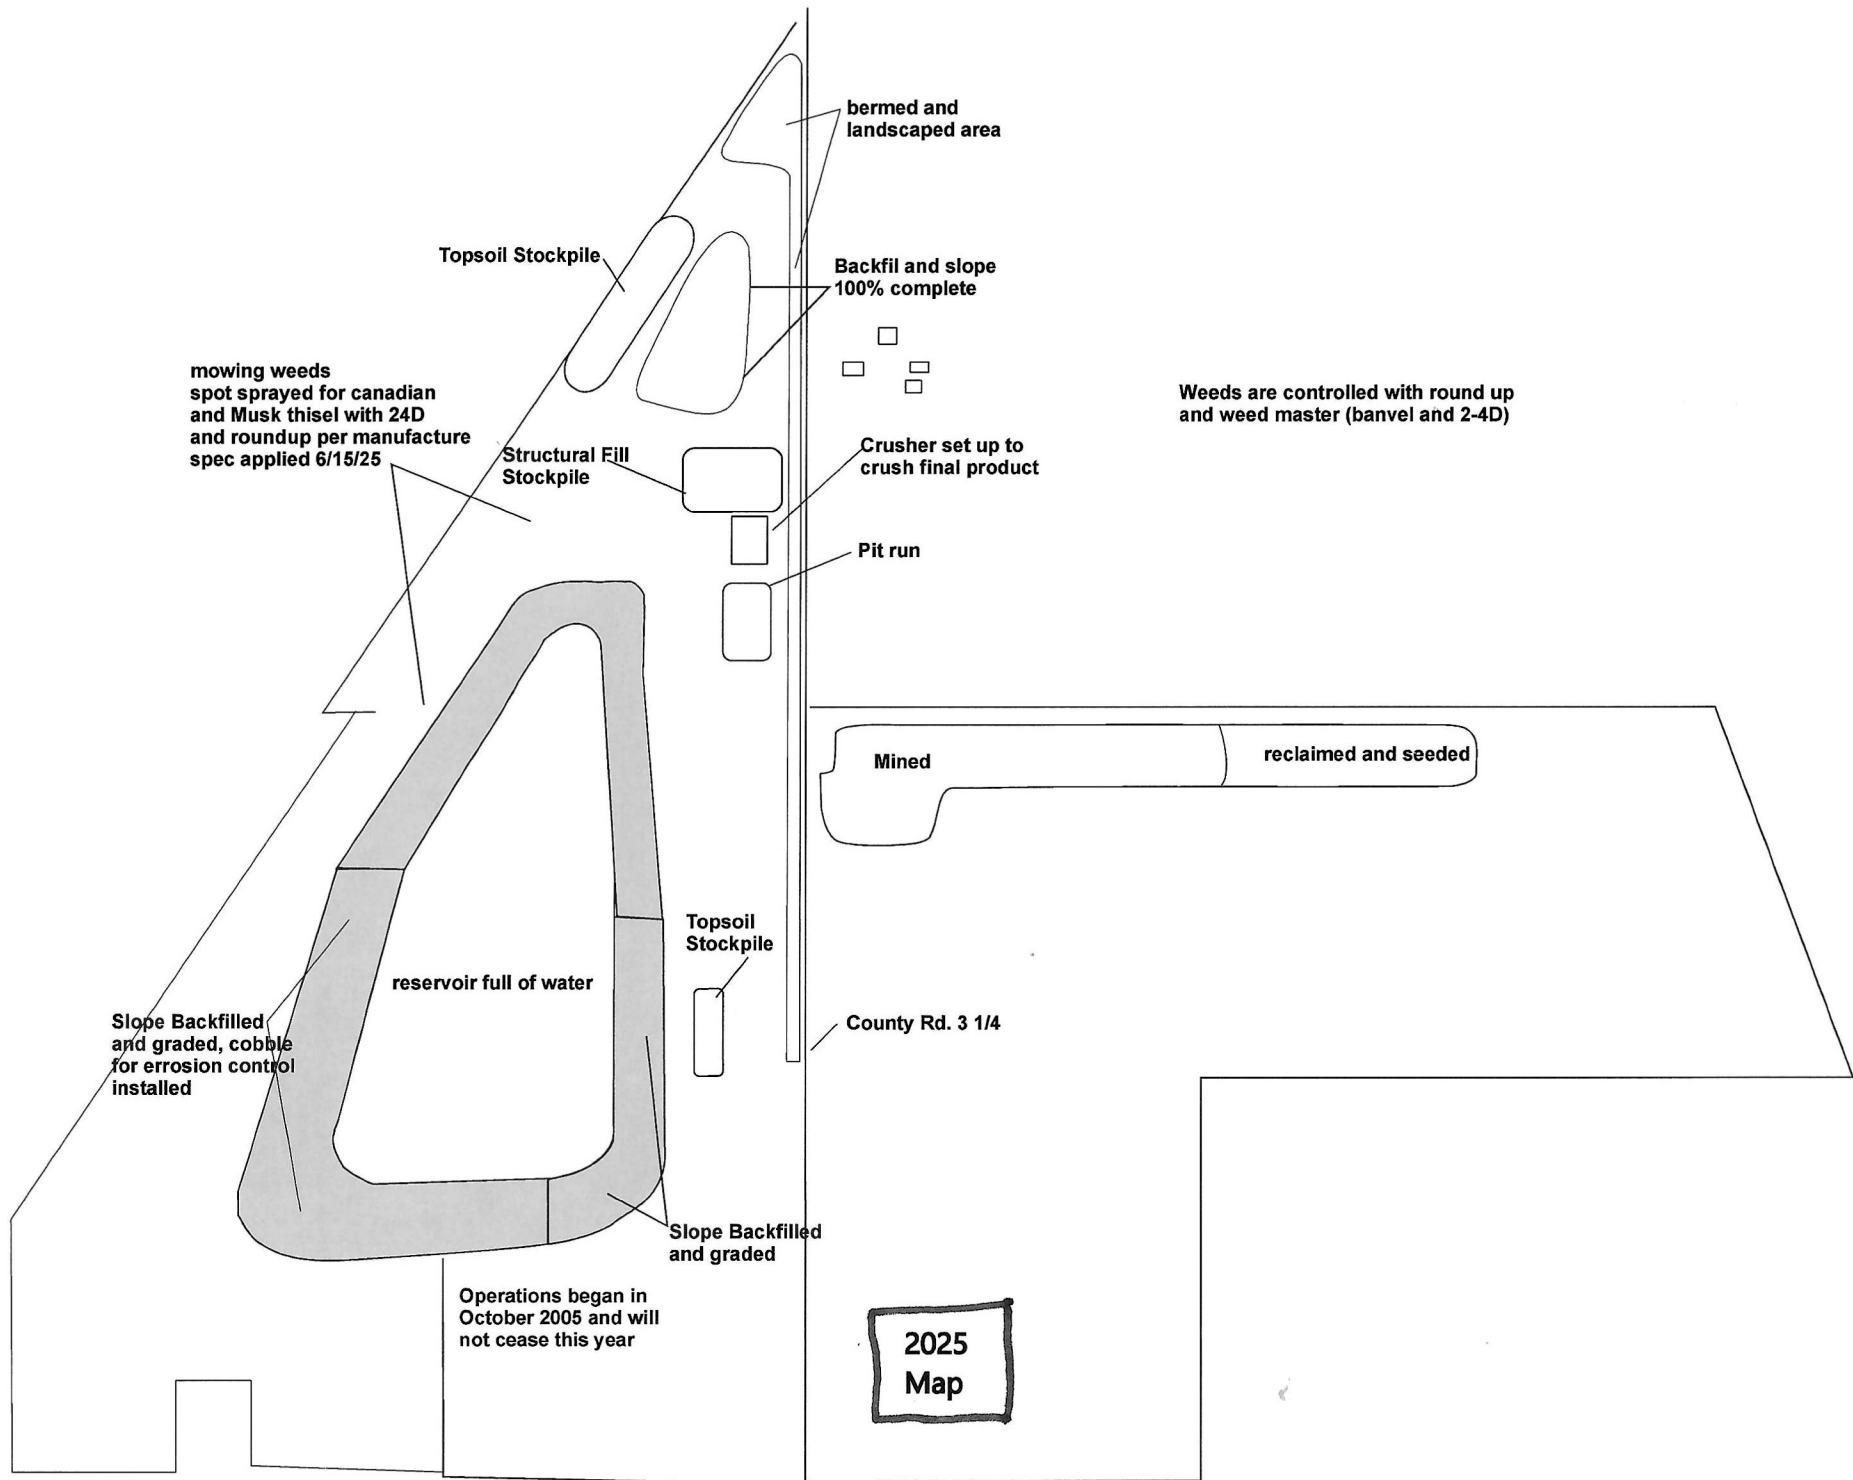 bermed and
landscaped area
Topsoil Stockpile
Backfil and slope
100% complete
mowing weeds
spot sprayed for canadian
and Musk thisel with 24D
and roundup per manufacture
spec applied 6/15/25
Weeds are controlled with round up
and weed master (banvel and 2-4D)
Structural Fill
Stockpile
Crusher set up to
crush final product
Pit run
Mined
reclaimed and seeded
Topsoil
Stockpile
reservoir full of water
Slope Backfilled
and graded, cobble
for errosion control
installed
County Rd. 3 1/4
Slope Backfilled
and graded
Operations began in
October 2005 and will
not cease this year
2025
Map